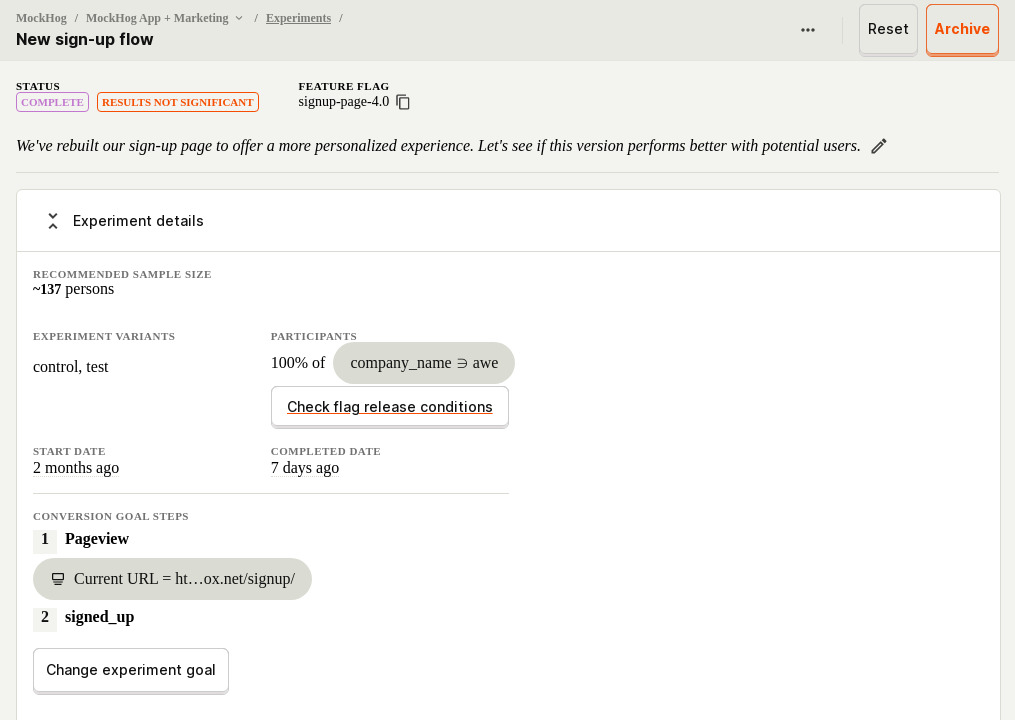 MockHog / MockHog App + Marketing / Experiments /
New sign-up flow
Reset
Archive
STATUS
COMPLETE RESULTS NOT SIGNIFICANT
FEATURE FLAG
signup-page-4.0
We've rebuilt our sign-up page to offer a more personalized experience. Let's see if this version performs better with potential users.
Experiment details
RECOMMENDED SAMPLE SIZE
~137 persons
EXPERIMENT VARIANTS
control, test
PARTICIPANTS
100% of company_name ∋ awe
Check flag release conditions
START DATE
2 months ago
COMPLETED DATE
7 days ago
CONVERSION GOAL STEPS
1 Pageview
Current URL = ht…ox.net/signup/
2 signed_up
Change experiment goal